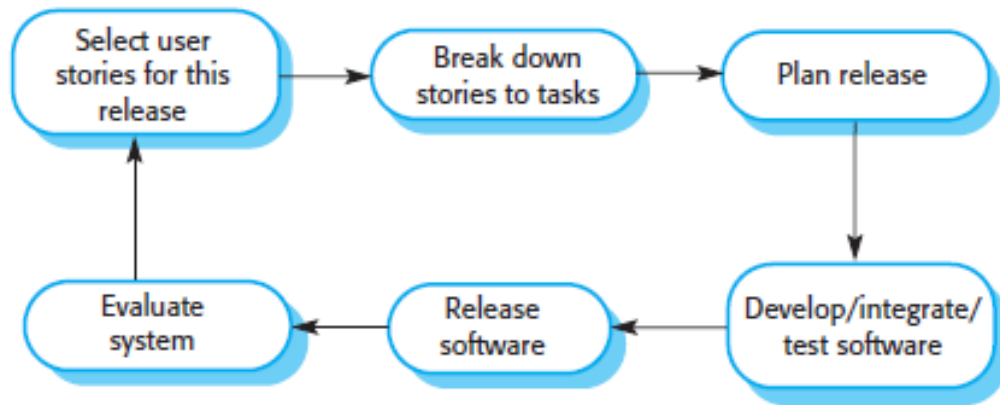 Select user
stories for this
release
Break down
stories to tasks
Plan release
Evaluate
system
Release
software
Develop/integrate/
test software